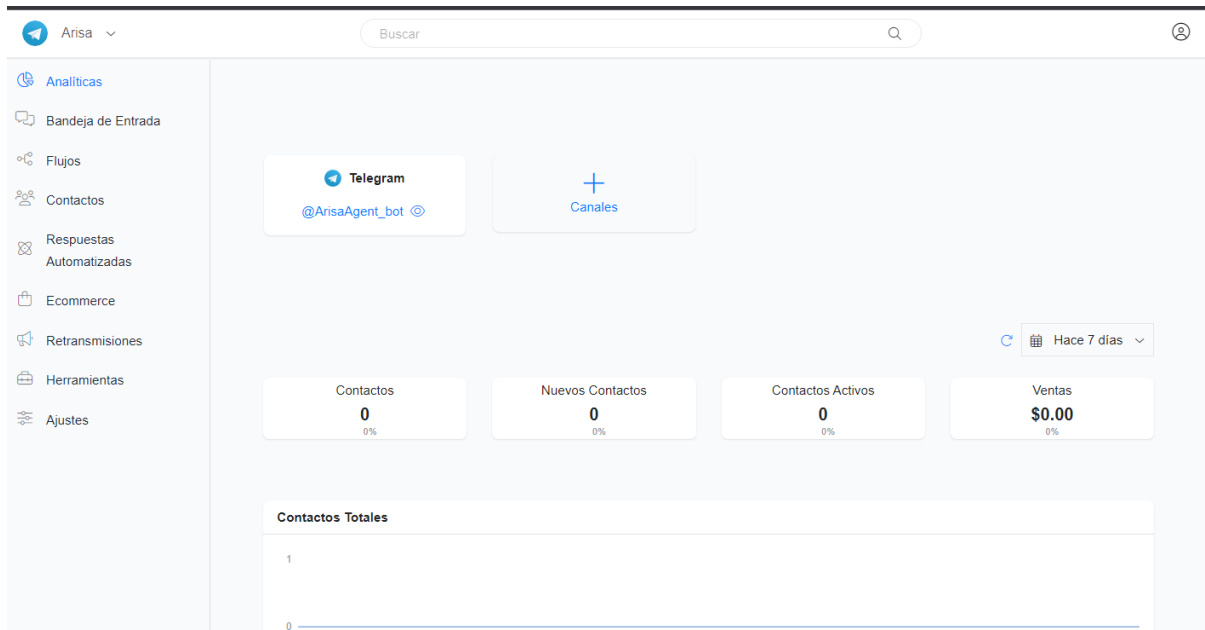 Arisa
Buscar
Analíticas
Bandeja de Entrada
Flujos
Contactos
Respuestas
Automatizadas
Ecommerce
Retransmisiones
Herramientas
Ajustes
Telegram
@ArisaAgent_bot
Canales
Hace 7 días
Contactos
0
0%
Nuevos Contactos
0
0%
Contactos Activos
0
0%
Ventas
$0.00
0%
Contactos Totales
1
0